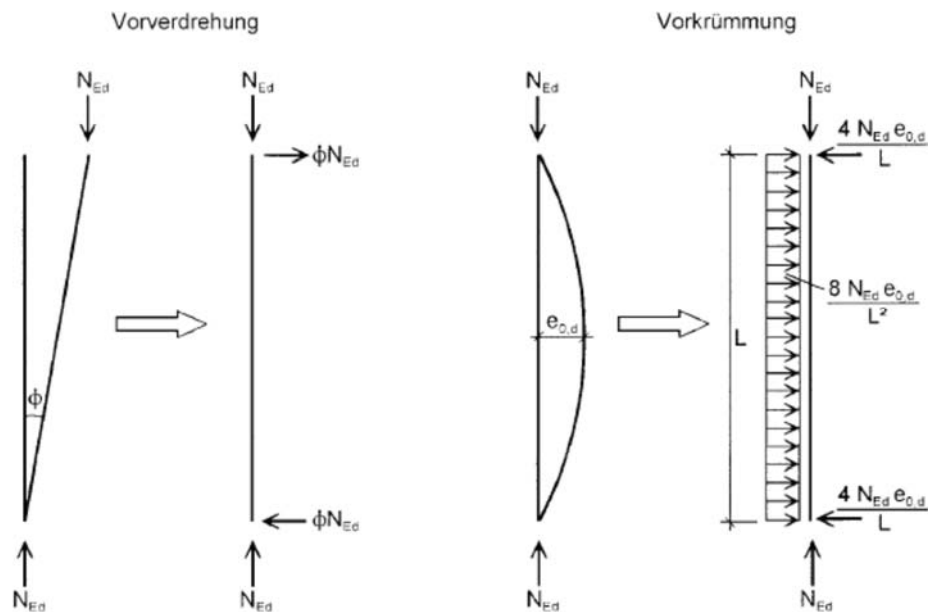 Vorverdrehung
Vorkrümmung
N_Ed
N_Ed
N_Ed
N_Ed
ϕN_Ed
4 N_Ed e_0,d
L
8 N_Ed e_0,d
L²
e_0,d
L
ϕ
ϕN_Ed
4 N_Ed e_0,d
L
N_Ed
N_Ed
N_Ed
N_Ed